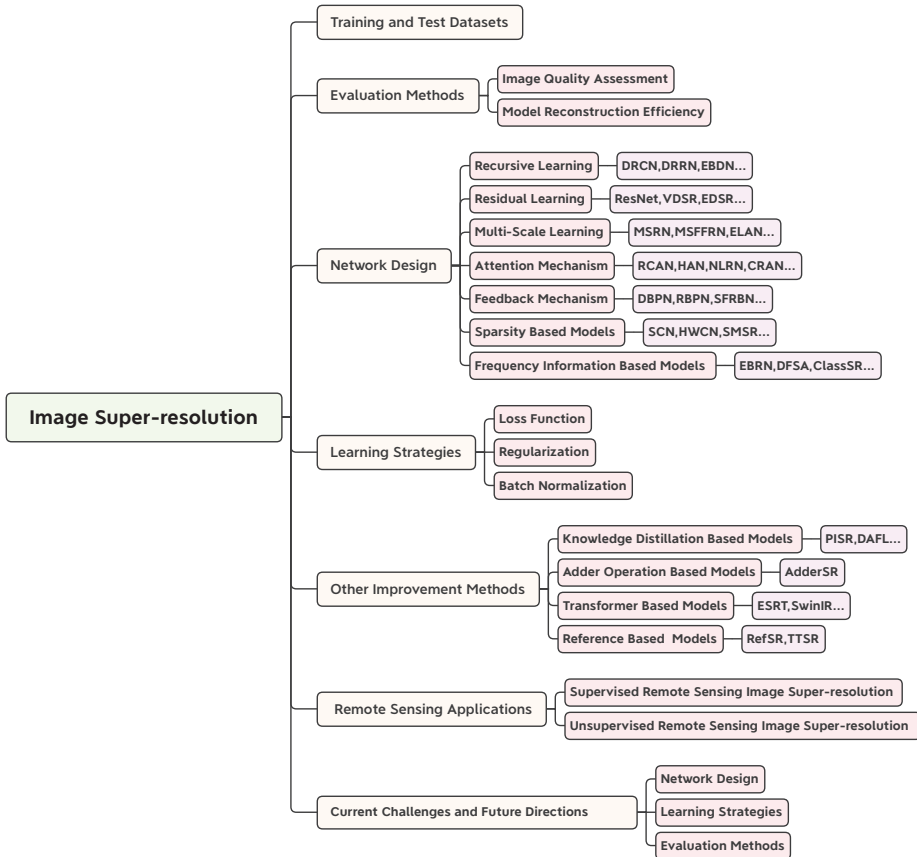 Training and Test Datasets
Evaluation Methods
Image Quality Assessment
Model Reconstruction Efficiency
Network Design
Recursive Learning
DRCN,DRRN,EBDN...
Residual Learning
ResNet,VDSR,EDSR...
Multi-Scale Learning
MSRN,MSFFRN,ELAN...
Attention Mechanism
RCAN,HAN,NLRN,CRAN...
Feedback Mechanism
DBPN,RBPN,SFRBN...
Sparsity Based Models
SCN,HWCN,SMSR...
Frequency Information Based Models
EBRN,DFSA,ClassSR...
Image Super-resolution
Learning Strategies
Loss Function
Regularization
Batch Normalization
Other Improvement Methods
Knowledge Distillation Based Models
PISR,DAFL...
Adder Operation Based Models
AdderSR
Transformer Based Models
ESRT,SwinIR...
Reference Based Models
RefSR,TTSR
Remote Sensing Applications
Supervised Remote Sensing Image Super-resolution
Unsupervised Remote Sensing Image Super-resolution
Current Challenges and Future Directions
Network Design
Learning Strategies
Evaluation Methods